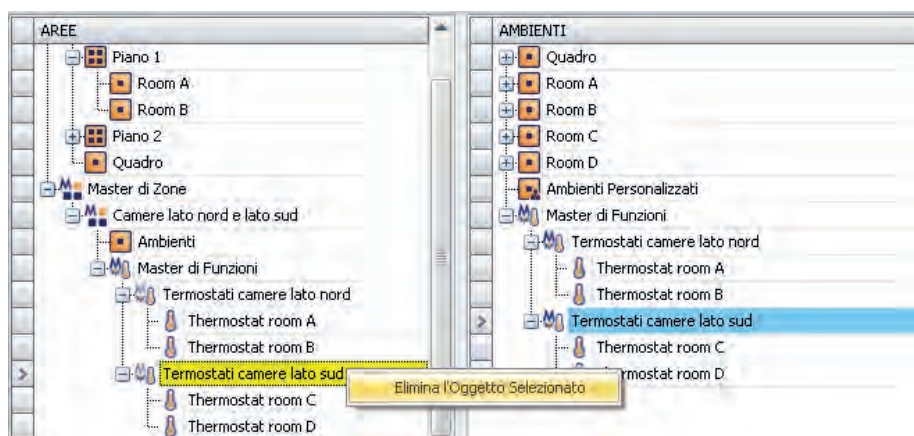 AREE
Piano 1
Room A
Room B
Piano 2
Quadro
Master di Zone
Camere lato nord e lato sud
Ambienti
Master di Funzioni
Termostati camere lato nord
Thermostat room A
Thermostat room B
Termostati camere lato sud
Thermostat room C
Thermostat room D
Elimina l'Oggetto Selezionato
AMBIENTI
Quadro
Room A
Room B
Room C
Room D
Ambienti Personalizzati
Master di Funzioni
Termostati camere lato nord
Thermostat room A
Thermostat room B
Termostati camere lato sud
Thermostat room C
room D